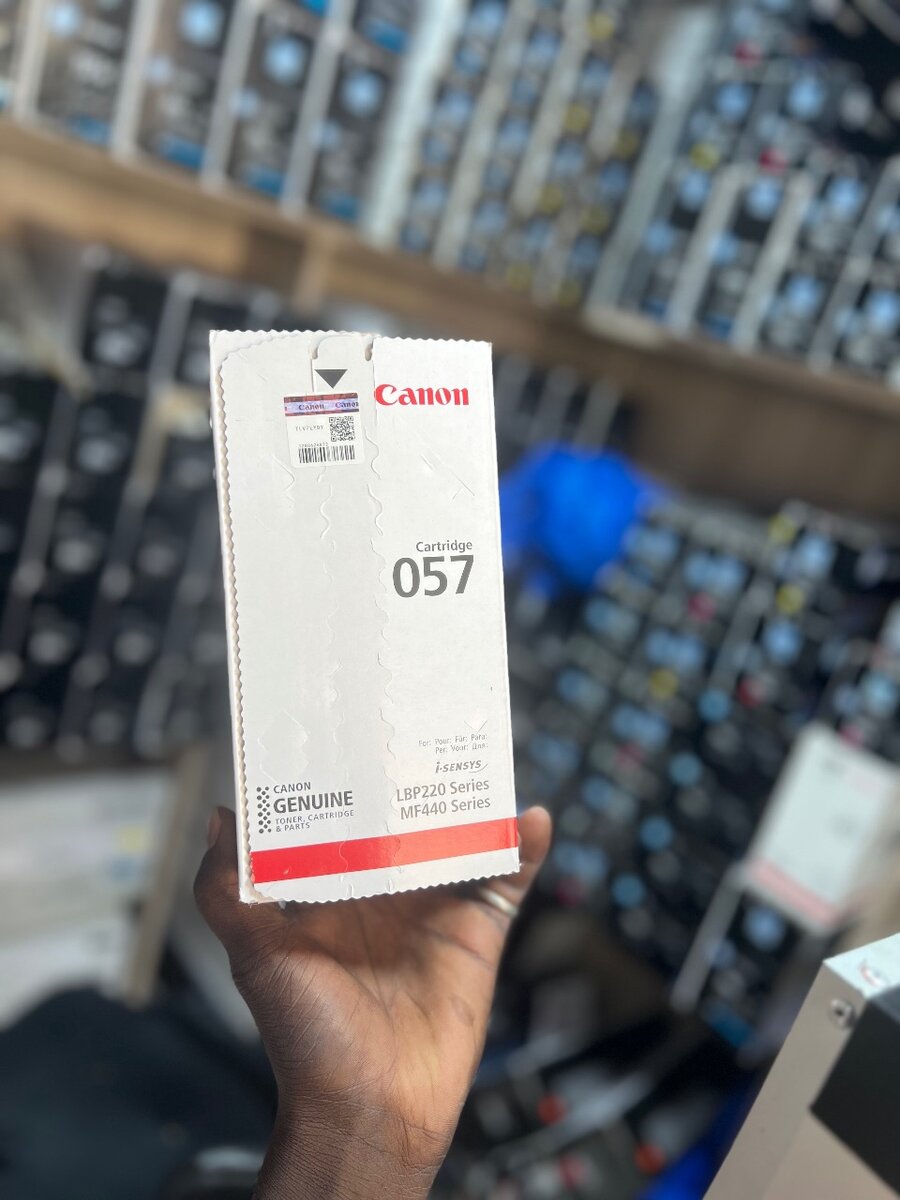 Canon Canon
Canon
Cartridge
057
For: Pour: Für: Para:
Per: Voor: Для:
i-SENSYS
LBP220 Series
MF440 Series
CANON
GENUINE
TONER, CARTRIDGE
& PARTS